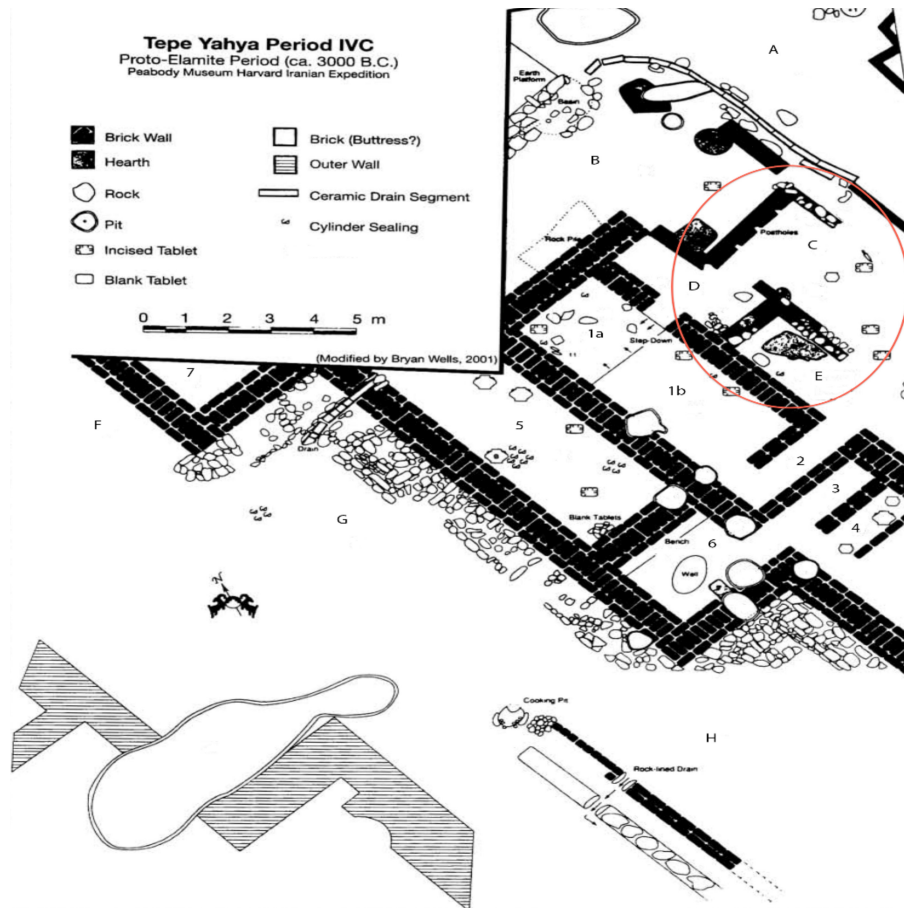 Tepe Yahya Period IVC
Proto-Elamite Period (ca. 3000 B.C.)
Peabody Museum Harvard Iranian Expedition
Brick Wall
Hearth
Rock
Pit
Incised Tablet
Blank Tablet
Brick (Buttress?)
Outer Wall
Ceramic Drain Segment
Cylinder Sealing
0 1 2 3 4 5 m
(Modified by Bryan Wells, 2001)
A
Earth
Platform
Basin
B
Postholes
C
Rock Pile
D
1a
Step Down
E
1b
7
F
5
Drain
2
3
4
G
Blank Tablets
Bench
6
Well
N
Cooking Pit
H
Rock-lined Drain